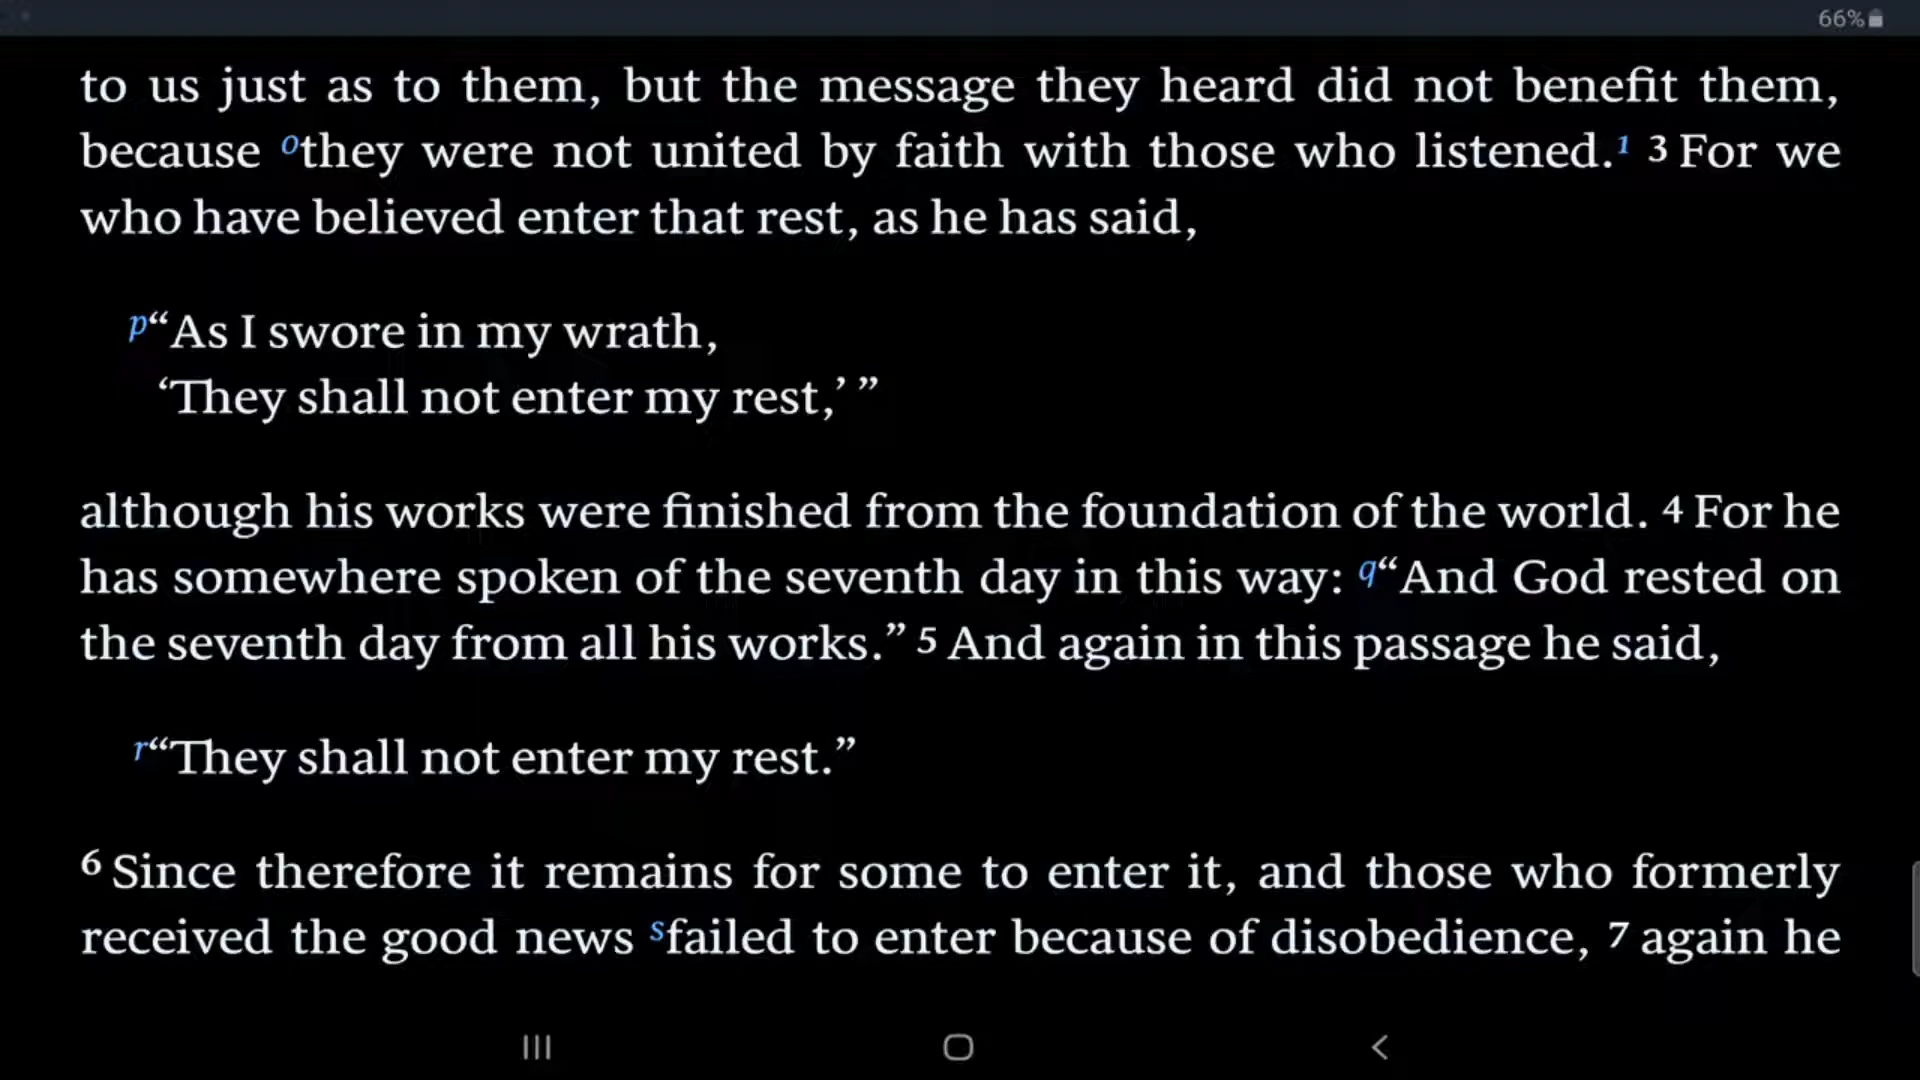 66%
to us just as to them, but the message they heard did not benefit them,
because othey were not united by faith with those who listened.1 3 For we
who have believed enter that rest, as he has said,
p“As I swore in my wrath,
‘They shall not enter my rest,’ ”
although his works were finished from the foundation of the world. 4 For he
has somewhere spoken of the seventh day in this way: q“And God rested on
the seventh day from all his works.” 5 And again in this passage he said,
r“They shall not enter my rest.”
6 Since therefore it remains for some to enter it, and those who formerly
received the good news sfailed to enter because of disobedience, 7 again he